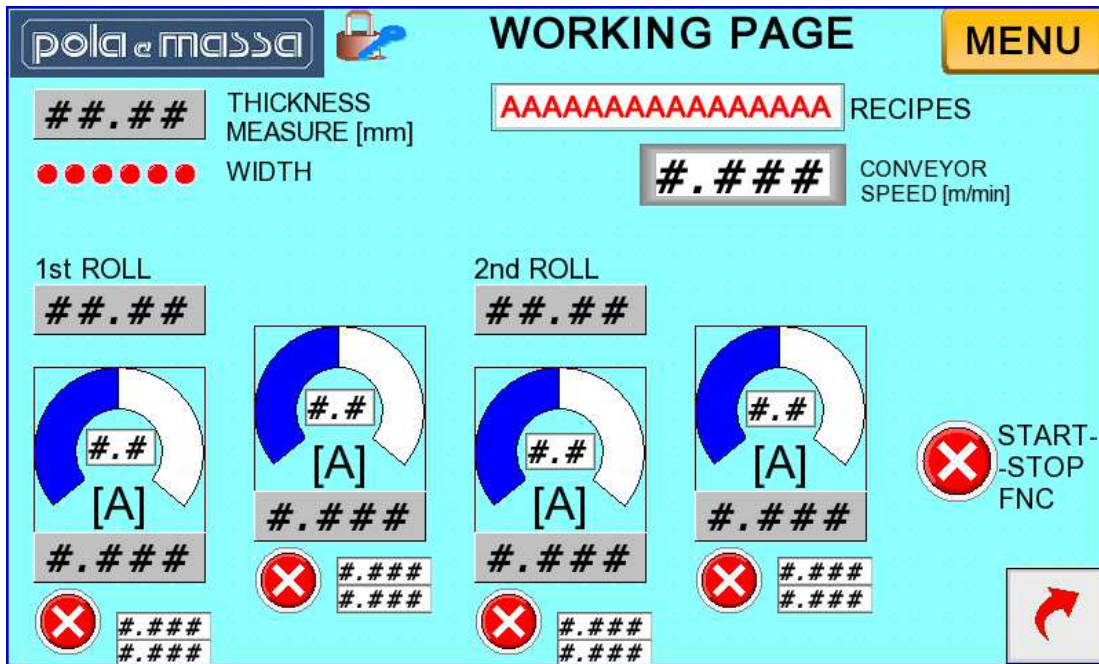 pola e massa
WORKING PAGE
MENU
##.##
THICKNESS
MEASURE [mm]
AAAAAAAAAAAAAAAA
RECIPES
WIDTH
#.###
CONVEYOR
SPEED [m/min]
1st ROLL
##.##
2nd ROLL
##.##
#.#
[A]
#.###
#.###
#.###
#.#
[A]
#.###
#.###
#.###
#.#
[A]
#.###
#.###
#.###
#.#
[A]
#.###
#.###
#.###
START-
-STOP
FNC